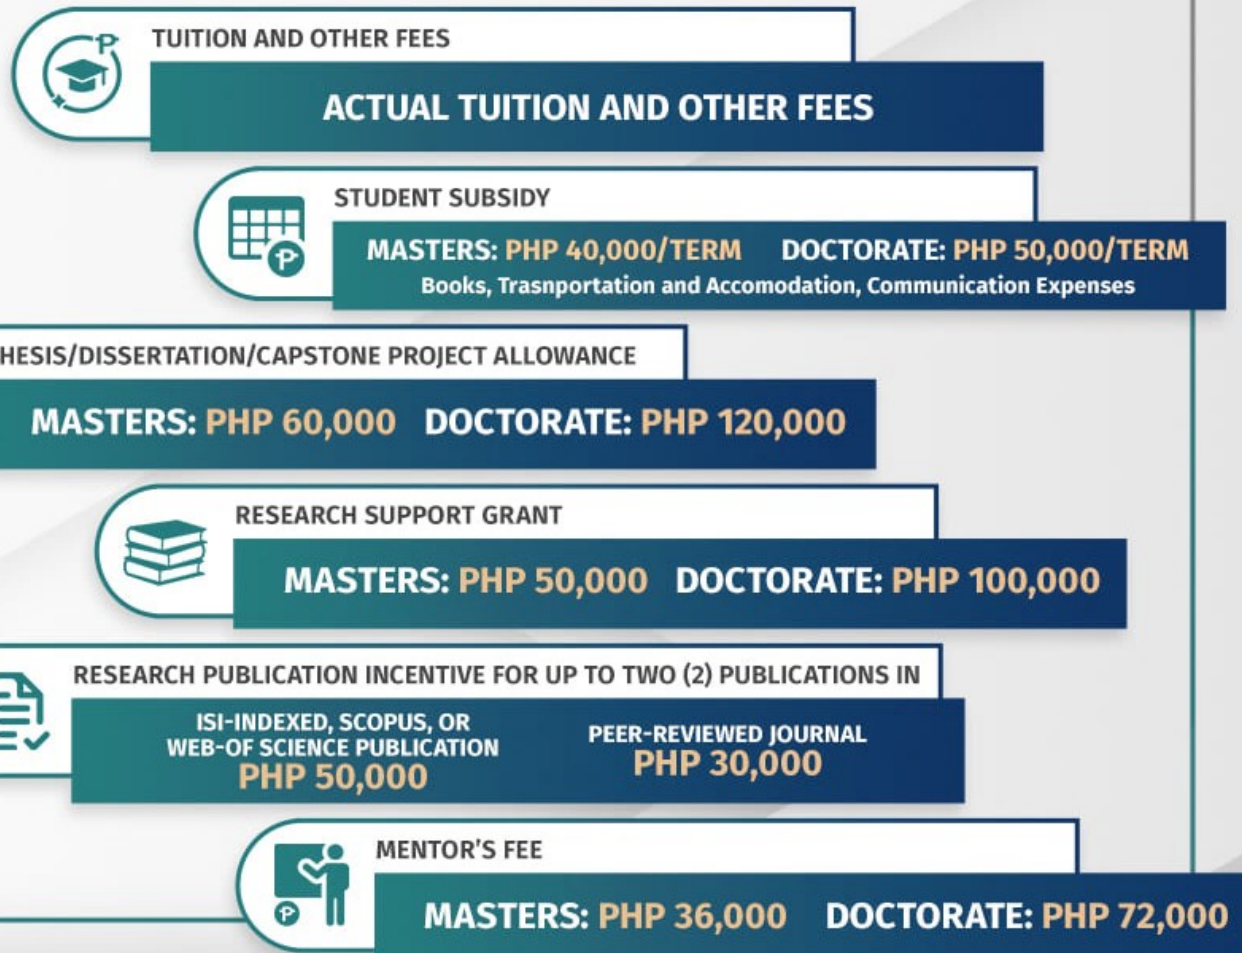 TUITION AND OTHER FEES
ACTUAL TUITION AND OTHER FEES
STUDENT SUBSIDY
MASTERS: PHP 40,000/TERM DOCTORATE: PHP 50,000/TERM
Books, Trasnportation and Accomodation, Communication Expenses
HESIS/DISSERTATION/CAPSTONE PROJECT ALLOWANCE
MASTERS: PHP 60,000 DOCTORATE: PHP 120,000
RESEARCH SUPPORT GRANT
MASTERS: PHP 50,000 DOCTORATE: PHP 100,000
RESEARCH PUBLICATION INCENTIVE FOR UP TO TWO (2) PUBLICATIONS IN
ISI-INDEXED, SCOPUS, OR
WEB-OF SCIENCE PUBLICATION
PHP 50,000
PEER-REVIEWED JOURNAL
PHP 30,000
MENTOR'S FEE
MASTERS: PHP 36,000 DOCTORATE: PHP 72,000